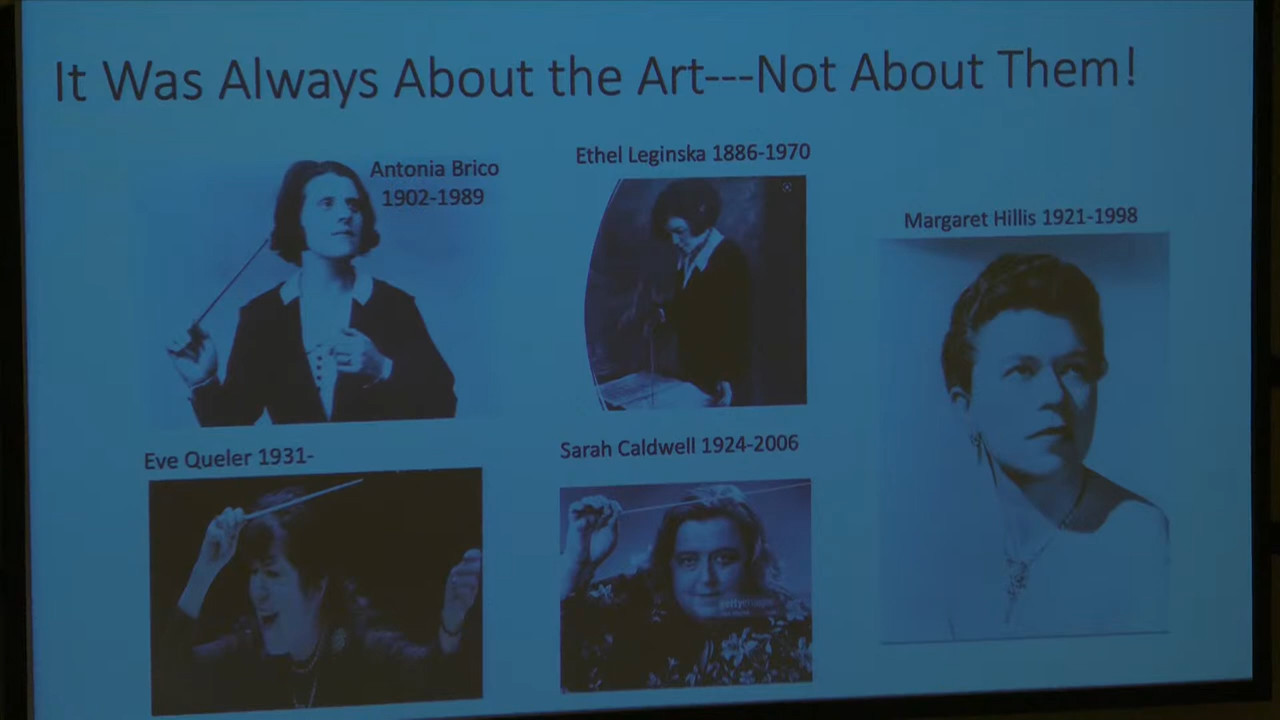 It Was Always About the Art---Not About Them!
Antonia Brico
1902-1989
Ethel Leginska 1886-1970
Margaret Hillis 1921-1998
Eve Queler 1931-
Sarah Caldwell 1924-2006
gettyimages